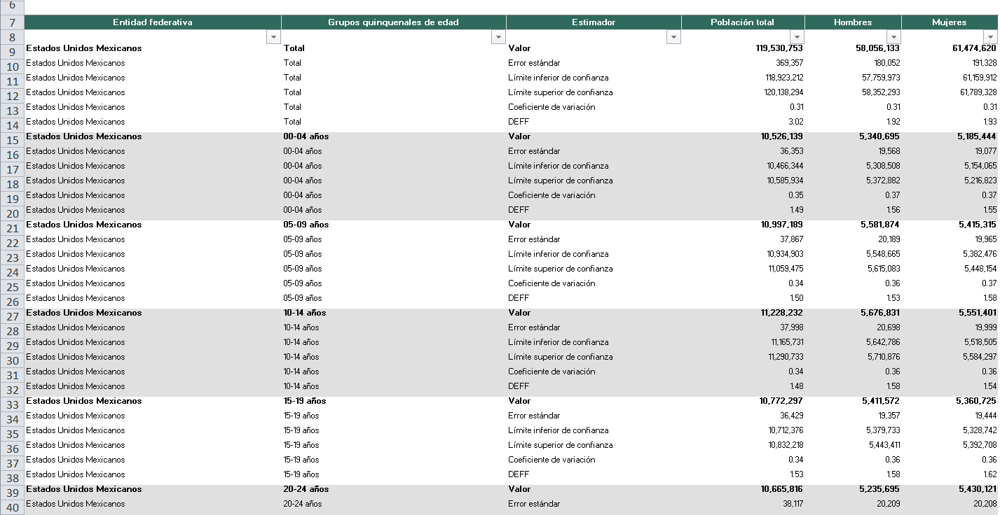 6
7 Entidad federativa Grupos quinquenales de edad Estimador Población total Hombres Mujeres
8
9 Estados Unidos Mexicanos Total Valor 119,530,753 58,056,133 61,474,620
10 Estados Unidos Mexicanos Total Error estándar 369,357 180,052 191,328
11 Estados Unidos Mexicanos Total Límite inferior de confianza 118,923,212 57,759,973 61,159,912
12 Estados Unidos Mexicanos Total Límite superior de confianza 120,138,294 58,352,293 61,789,328
13 Estados Unidos Mexicanos Total Coeficiente de variación 0.31 0.31 0.31
14 Estados Unidos Mexicanos Total DEFF 3.02 1.92 1.93
15 Estados Unidos Mexicanos 00-04 años Valor 10,526,139 5,340,695 5,185,444
16 Estados Unidos Mexicanos 00-04 años Error estándar 36,353 19,568 19,077
17 Estados Unidos Mexicanos 00-04 años Límite inferior de confianza 10,466,344 5,308,508 5,154,065
18 Estados Unidos Mexicanos 00-04 años Límite superior de confianza 10,585,934 5,372,882 5,216,823
19 Estados Unidos Mexicanos 00-04 años Coeficiente de variación 0.35 0.37 0.37
20 Estados Unidos Mexicanos 00-04 años DEFF 1.49 1.56 1.55
21 Estados Unidos Mexicanos 05-09 años Valor 10,997,189 5,581,874 5,415,315
22 Estados Unidos Mexicanos 05-09 años Error estándar 37,867 20,189 19,965
23 Estados Unidos Mexicanos 05-09 años Límite inferior de confianza 10,934,903 5,548,665 5,382,476
24 Estados Unidos Mexicanos 05-09 años Límite superior de confianza 11,059,475 5,615,083 5,448,154
25 Estados Unidos Mexicanos 05-09 años Coeficiente de variación 0.34 0.36 0.37
26 Estados Unidos Mexicanos 05-09 años DEFF 1.50 1.53 1.58
27 Estados Unidos Mexicanos 10-14 años Valor 11,228,232 5,676,831 5,551,401
28 Estados Unidos Mexicanos 10-14 años Error estándar 37,998 20,698 19,999
29 Estados Unidos Mexicanos 10-14 años Límite inferior de confianza 11,165,731 5,642,786 5,518,505
30 Estados Unidos Mexicanos 10-14 años Límite superior de confianza 11,290,733 5,710,876 5,584,297
31 Estados Unidos Mexicanos 10-14 años Coeficiente de variación 0.34 0.36 0.36
32 Estados Unidos Mexicanos 10-14 años DEFF 1.48 1.58 1.54
33 Estados Unidos Mexicanos 15-19 años Valor 10,772,297 5,411,572 5,360,725
34 Estados Unidos Mexicanos 15-19 años Error estándar 36,429 19,357 19,444
35 Estados Unidos Mexicanos 15-19 años Límite inferior de confianza 10,712,376 5,379,733 5,328,742
36 Estados Unidos Mexicanos 15-19 años Límite superior de confianza 10,832,218 5,443,411 5,392,708
37 Estados Unidos Mexicanos 15-19 años Coeficiente de variación 0.34 0.36 0.36
38 Estados Unidos Mexicanos 15-19 años DEFF 1.53 1.58 1.62
39 Estados Unidos Mexicanos 20-24 años Valor 10,665,816 5,235,695 5,430,121
40 Estados Unidos Mexicanos 20-24 años Error estándar 38,117 20,209 20,208